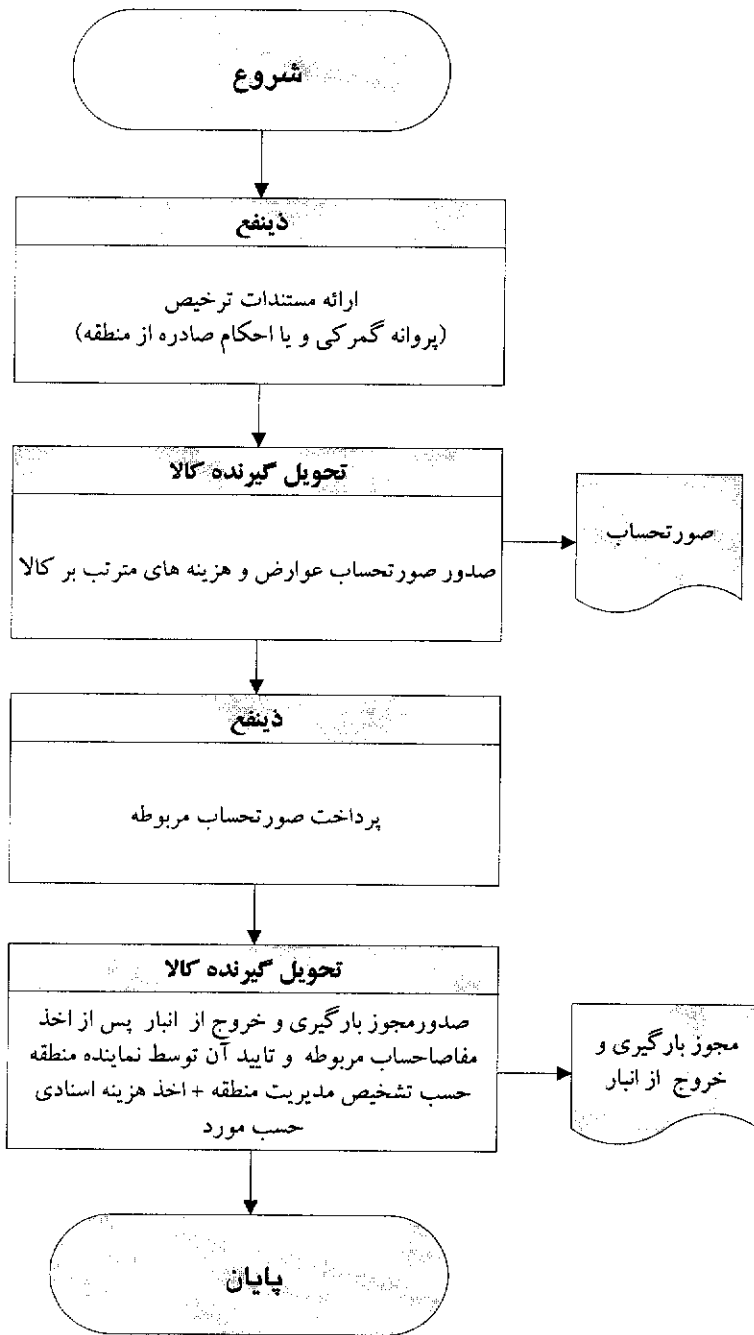 شروع
ذینفع
ارائه مستندات ترخیص
(پروانه گمرکی و یا احکام صادره از منطقه)
تحویل گیرنده کالا
صدور صورتحساب عوارض و هزینه های مترتب بر کالا
صورتحساب
ذینفع
پرداخت صورتحساب مربوطه
تحویل گیرنده کالا
صدورمجوز بارگیری و خروج از انبار پس از اخذ
مفاصاحساب مربوطه و تایید آن توسط نماینده منطقه
حسب تشخیص مدیریت منطقه + اخذ هزینه اسنادی
حسب مورد
مجوز بارگیری و
خروج از انبار
پایان